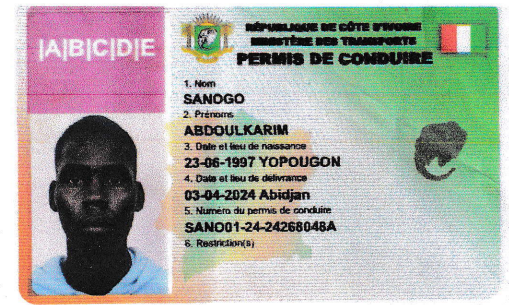 |A|B|C|D|E
RÉPUBLIQUE DE CÔTE D'IVOIRE
MINISTÈRE DES TRANSPORTS
PERMIS DE CONDUIRE
1. Nom
SANOGO
2. Prénoms
ABDOULKARIM
3. Date et lieu de naissance
23-06-1997 YOPOUGON
4. Date et lieu de délivrance
03-04-2024 Abidjan
5. Numéro du permis de conduire
SANO01-24-24268048A
6. Restriction(s)